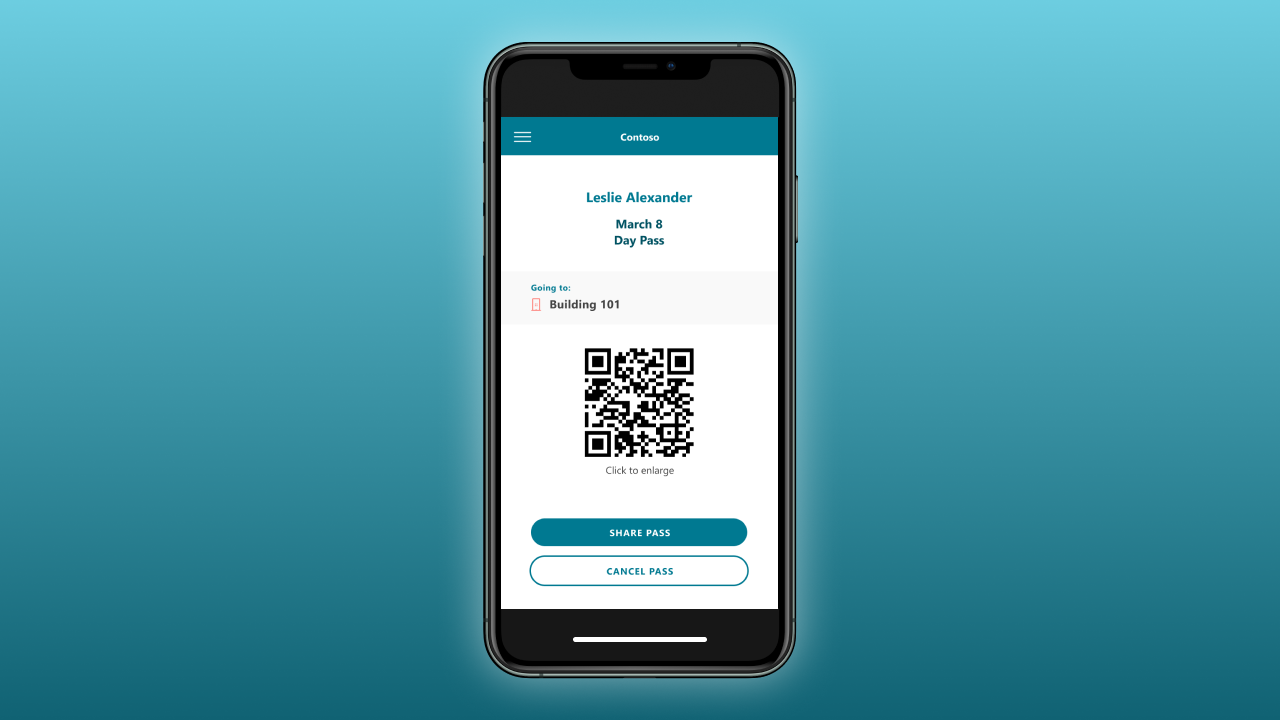 Contoso
Leslie Alexander
March 8
Day Pass
Going to:
Building 101
Click to enlarge
SHARE PASS
CANCEL PASS